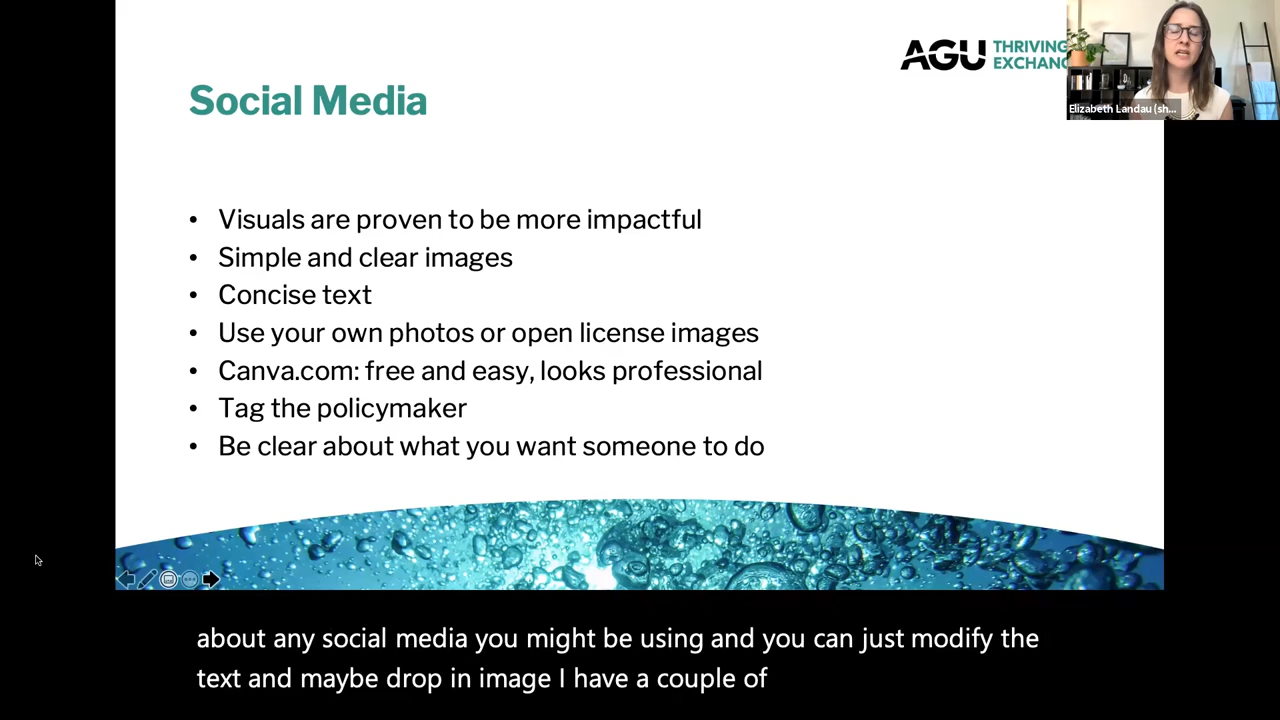 AGU THRIVING
EXCHANG
Elizabeth Landau (sh...
Social Media
• Visuals are proven to be more impactful
• Simple and clear images
• Concise text
• Use your own photos or open license images
• Canva.com: free and easy, looks professional
• Tag the policymaker
• Be clear about what you want someone to do
about any social media you might be using and you can just modify the
text and maybe drop in image I have a couple of